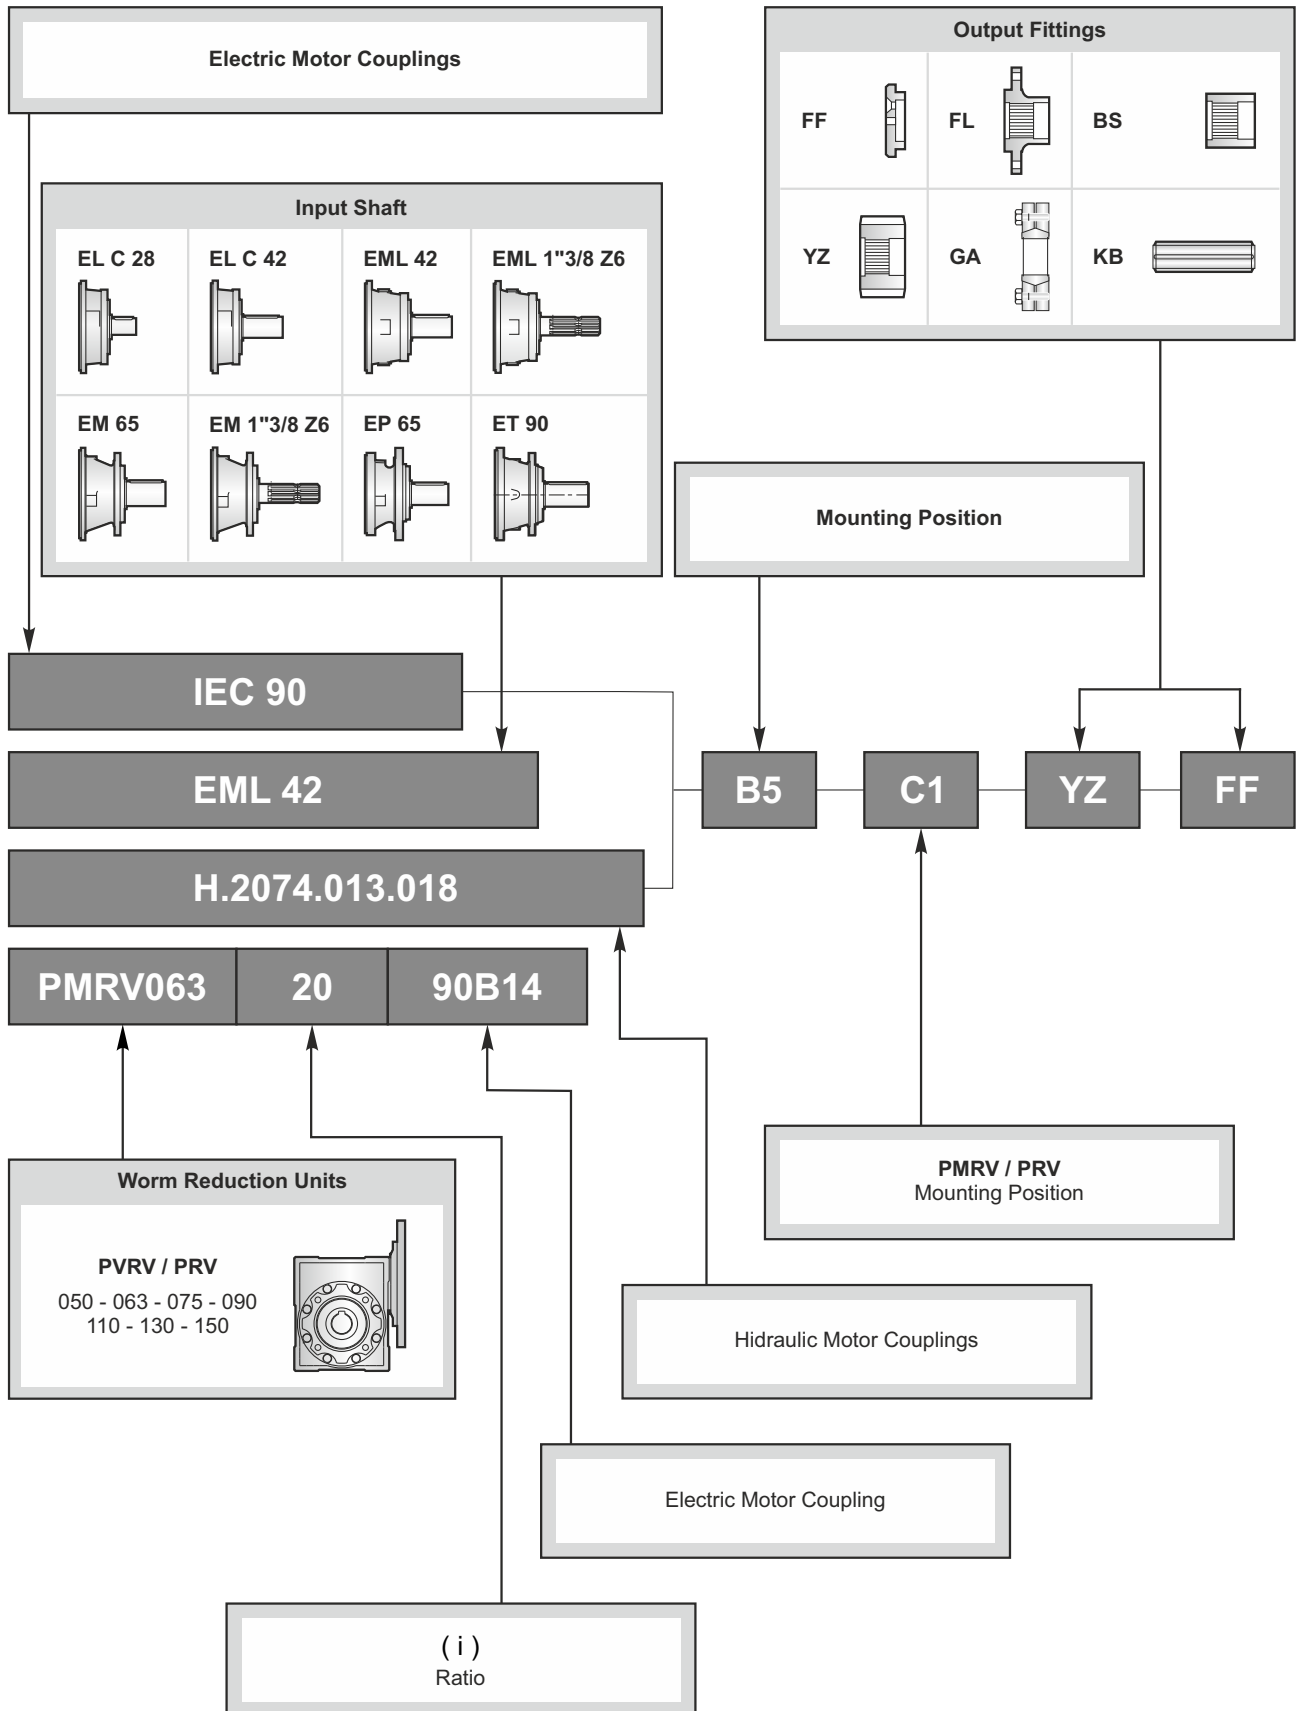 Electric Motor Couplings
Output Fittings
FF
FL
BS
YZ
GA
KB
Input Shaft
EL C 28
EL C 42
EML 42
EML 1"3/8 Z6
EM 65
EM 1"3/8 Z6
EP 65
ET 90
Mounting Position
IEC 90
EML 42
B5
C1
YZ
FF
H.2074.013.018
PMRV063
20
90B14
Worm Reduction Units
PVRV / PRV
050 - 063 - 075 - 090
110 - 130 - 150
PMRV / PRV
Mounting Position
Hidraulic Motor Couplings
Electric Motor Coupling
( i )
Ratio